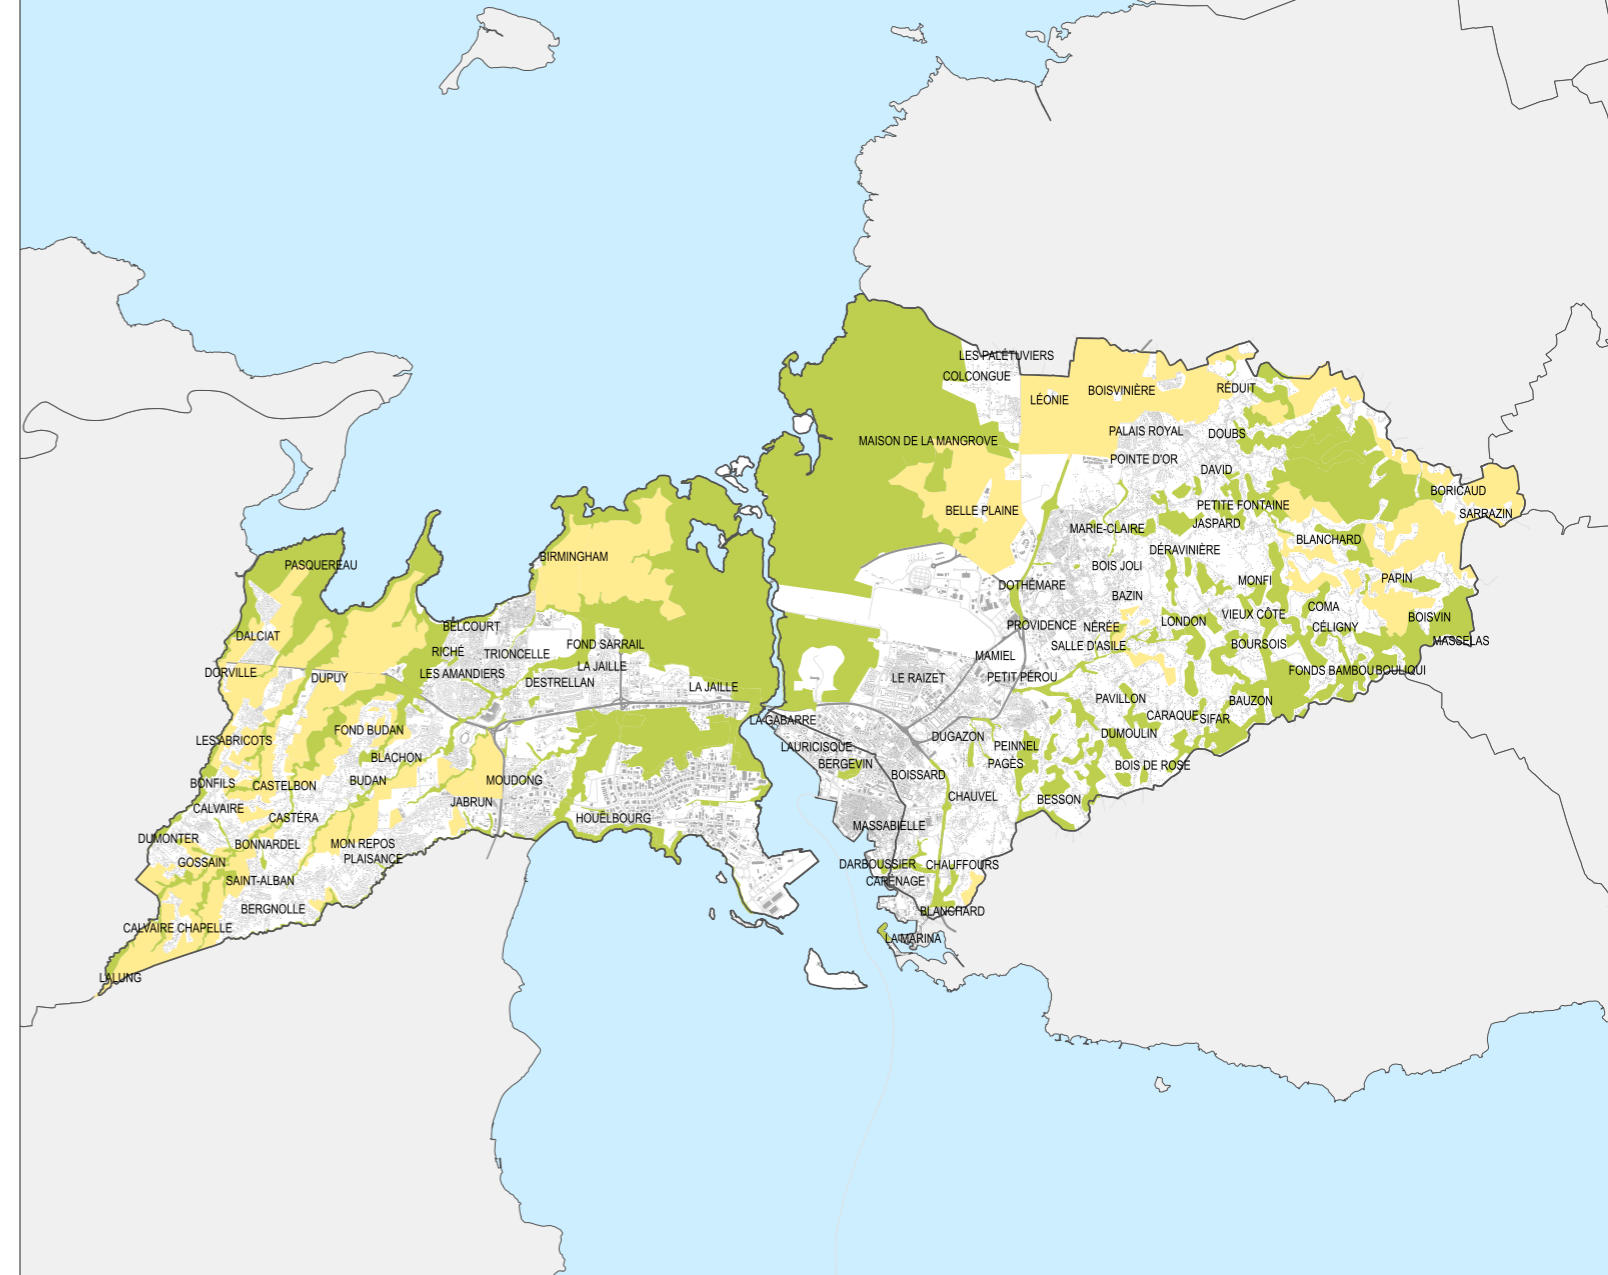 LES PALÉTUVIERS
COLCONGUE
LÉONIE
BOISVINIÈRE
RÉDUIT
MAISON DE LA MANGROVE
PALAIS ROYAL
DOUBS
POINTE D'OR
DAVID
BELLE PLAINE
PETITE FONTAINE
BORICAUD
SARRAZIN
MARIE-CLAIRE
JASPARD
BLANCHARD
DÉRAVINIÈRE
BOIS JOLI
BIRMINGHAM
PASQUEREAU
DOTHÉMARE
MONFI
PAPIN
BAZIN
COMA
VIEUX CÔTE
BOISVIN
BELCOURT
PROVIDENCE
NÉRÉE
LONDON
CÉLIGNY
DALCIAT
FOND SARRAIL
SALLE D'ASILE
BOURSOIS
MASSELAS
RICHÉ
TRIONCELLE
LA JAILLE
MAMIEL
DORVILLE
DUPUY
LES AMANDIERS
DESTRELLAN
LA JAILLE
LE RAIZET
PETIT PÉROU
FONDS BAMBOU
BOULIQUI
PAVILLON
BAUZON
LA GABARRE
CARAQUE
SIFAR
FOND BUDAN
DUGAZON
DUMOULIN
LES ABRICOTS
LAURICISQUE
PEINNEL
BLACHON
BERGEVIN
PAGÈS
BOIS DE ROSE
BONFILS
CASTELBON
BUDAN
MOUDONG
BOISSARD
CALVAIRE
JABRUN
CHAUVEL
BESSON
CASTÉRA
HOUELBOURG
MASSABIELLE
DUMONTER
BONNARDEL
MON REPOS
GOSSAIN
PLAISANCE
DARBOUSSIER
CHAUFFOURS
SAINT-ALBAN
CARÉNAGE
BERGNOLLE
BLANCHARD
CALVAIRE CHAPELLE
LA MARINA
LALUNG